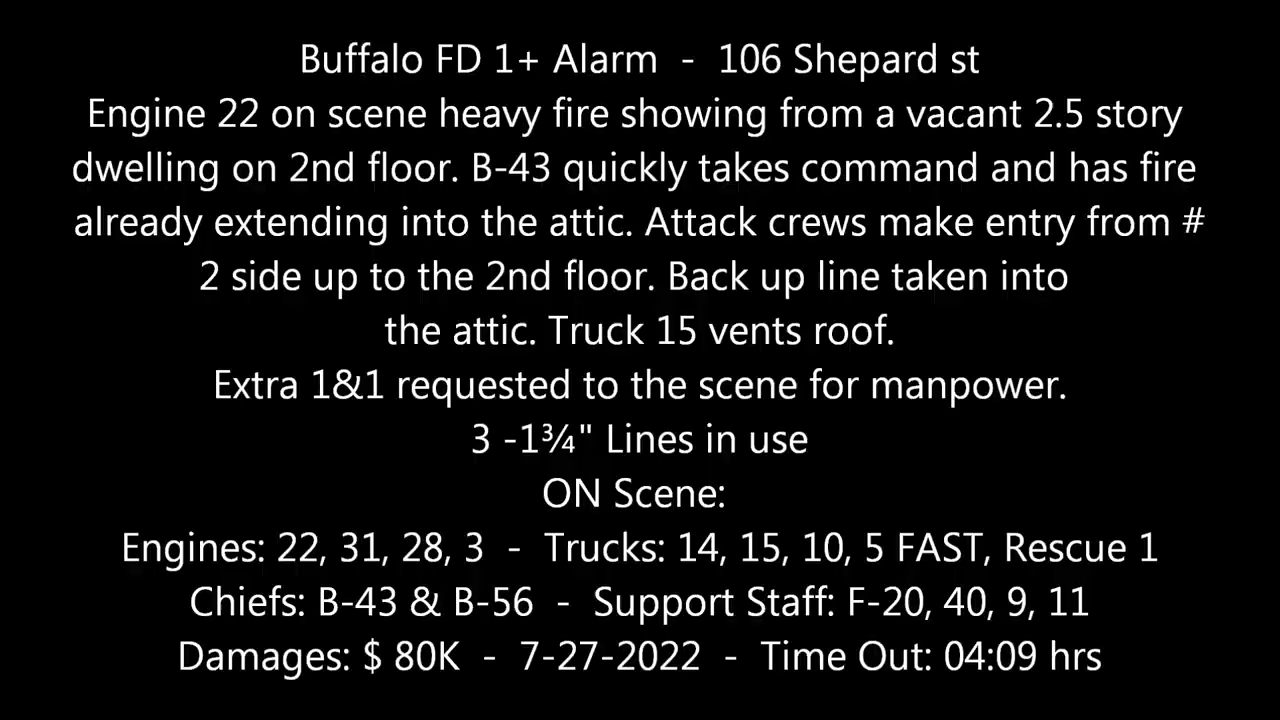 Buffalo FD 1+ Alarm  -  106 Shepard st
Engine 22 on scene heavy fire showing from a vacant 2.5 story
dwelling on 2nd floor. B-43 quickly takes command and has fire
already extending into the attic. Attack crews make entry from #
2 side up to the 2nd floor. Back up line taken into
the attic. Truck 15 vents roof.
Extra 1&1 requested to the scene for manpower.
3 -1¾" Lines in use
ON Scene:
Engines: 22, 31, 28, 3  -  Trucks: 14, 15, 10, 5 FAST, Rescue 1
Chiefs: B-43 & B-56  -  Support Staff: F-20, 40, 9, 11
Damages: $ 80K  -  7-27-2022  -  Time Out: 04:09 hrs